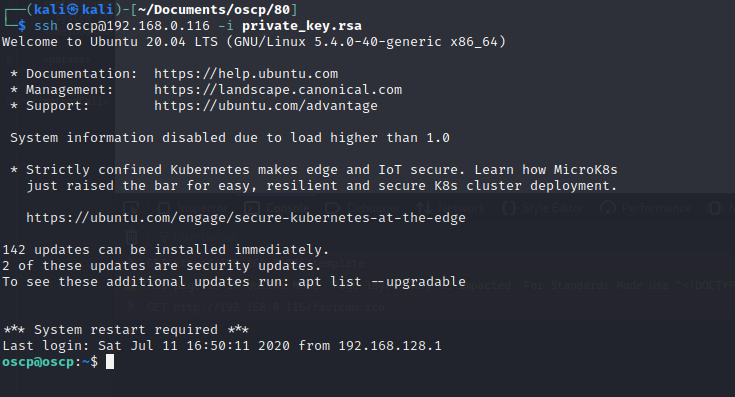 ┌──(kali㉿kali)-[~/Documents/oscp/80]
└─$ ssh oscp@192.168.0.116 -i private_key.rsa
Welcome to Ubuntu 20.04 LTS (GNU/Linux 5.4.0-40-generic x86_64)
* Documentation: https://help.ubuntu.com
* Management: https://landscape.canonical.com
* Support: https://ubuntu.com/advantage
System information disabled due to load higher than 1.0
* Strictly confined Kubernetes makes edge and IoT secure. Learn how MicroK8s
just raised the bar for easy, resilient and secure K8s cluster deployment.
https://ubuntu.com/engage/secure-kubernetes-at-the-edge
142 updates can be installed immediately.
2 of these updates are security updates.
To see these additional updates run: apt list --upgradable
*** System restart required ***
Last login: Sat Jul 11 16:50:11 2020 from 192.168.128.1
oscp@oscp:~$